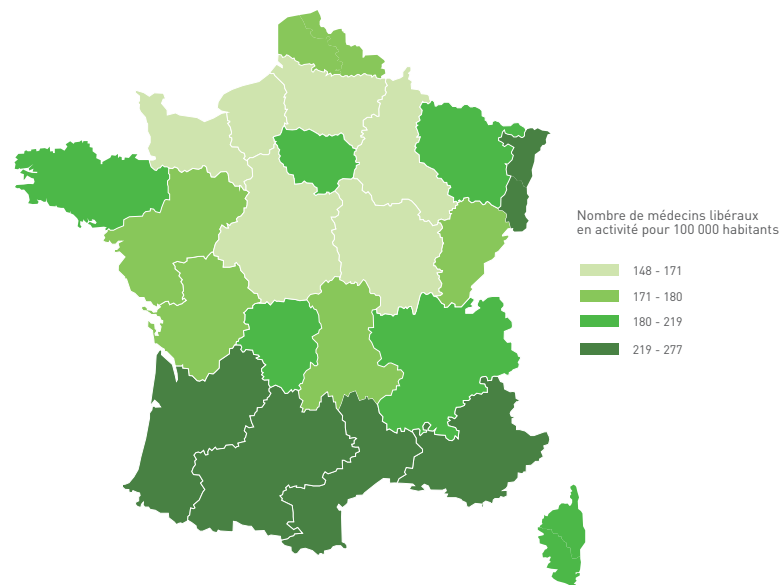 Nombre de médecins libéraux
en activité pour 100 000 habitants
148 - 171
171 - 180
180 - 219
219 - 277